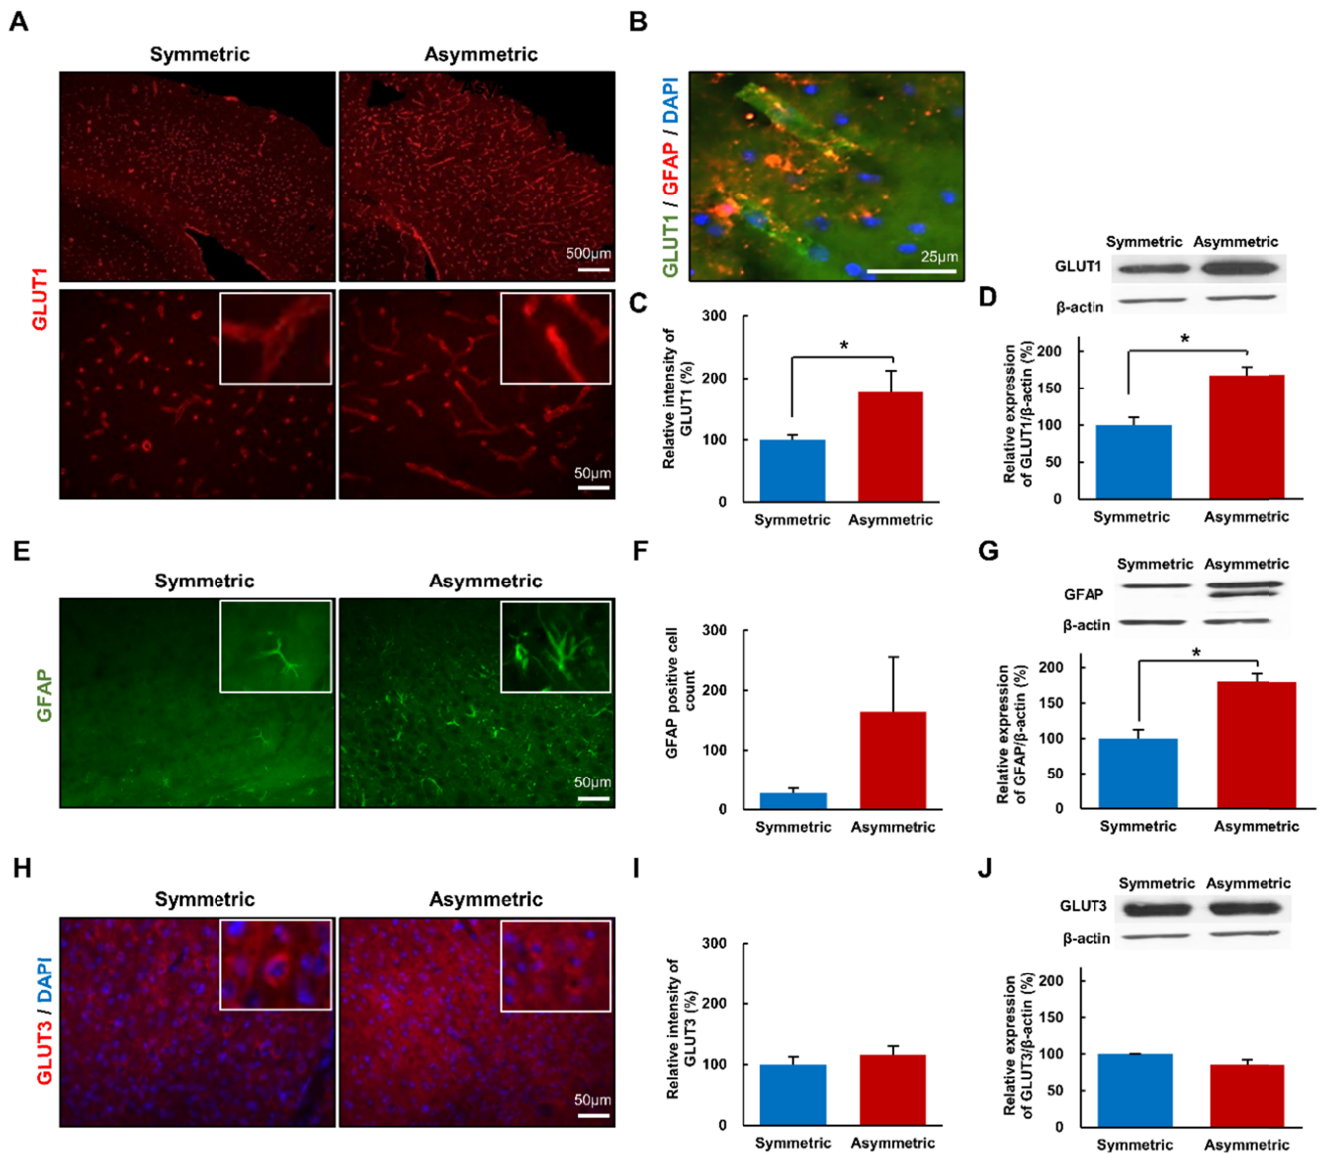 A
B
Symmetric
Asymmetric
GLUT1
500µm
50µm
GLUT1 / GFAP / DAPI
25µm
C
Relative intensity of
GLUT1 (%)
300
200
100
0
*
Symmetric
Asymmetric
D
Symmetric
Asymmetric
GLUT1
β-actin
Relative expression
of GLUT1/β-actin (%)
200
150
100
50
0
*
Symmetric
Asymmetric
E
Symmetric
Asymmetric
GFAP
50µm
F
GFAP positive cell
count
300
200
100
0
Symmetric
Asymmetric
G
Symmetric
Asymmetric
GFAP
β-actin
Relative expression
of GFAP/β-actin (%)
200
150
100
50
0
*
Symmetric
Asymmetric
H
Symmetric
Asymmetric
GLUT3 / DAPI
50µm
I
Relative intensity of
GLUT3 (%)
300
200
100
0
Symmetric
Asymmetric
J
Symmetric
Asymmetric
GLUT3
β-actin
Relative expression
of GLUT3/β-actin (%)
200
150
100
50
0
Symmetric
Asymmetric